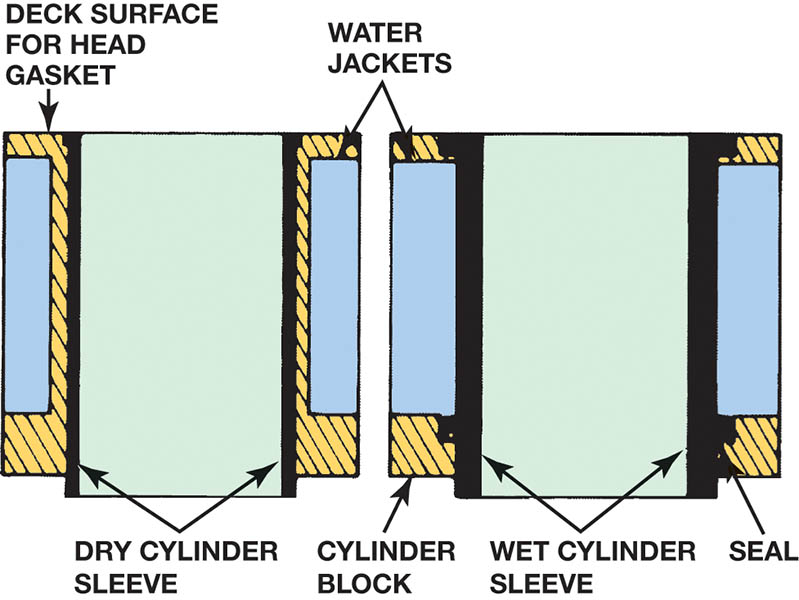 DECK SURFACE
FOR HEAD
GASKET
WATER
JACKETS
DRY CYLINDER
SLEEVE
CYLINDER
BLOCK
WET CYLINDER
SLEEVE
SEAL